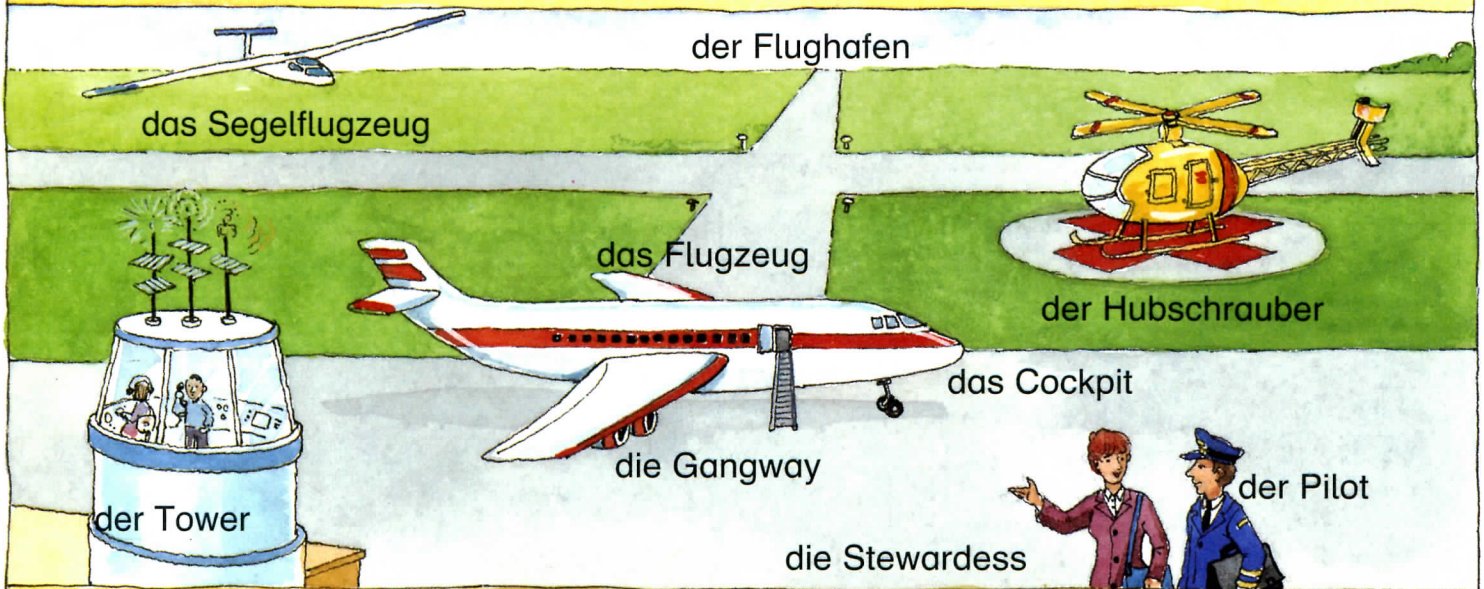 der Flughafen
das Segelflugzeug
das Flugzeug
der Hubschrauber
das Cockpit
die Gangway
der Pilot
der Tower
die Stewardess